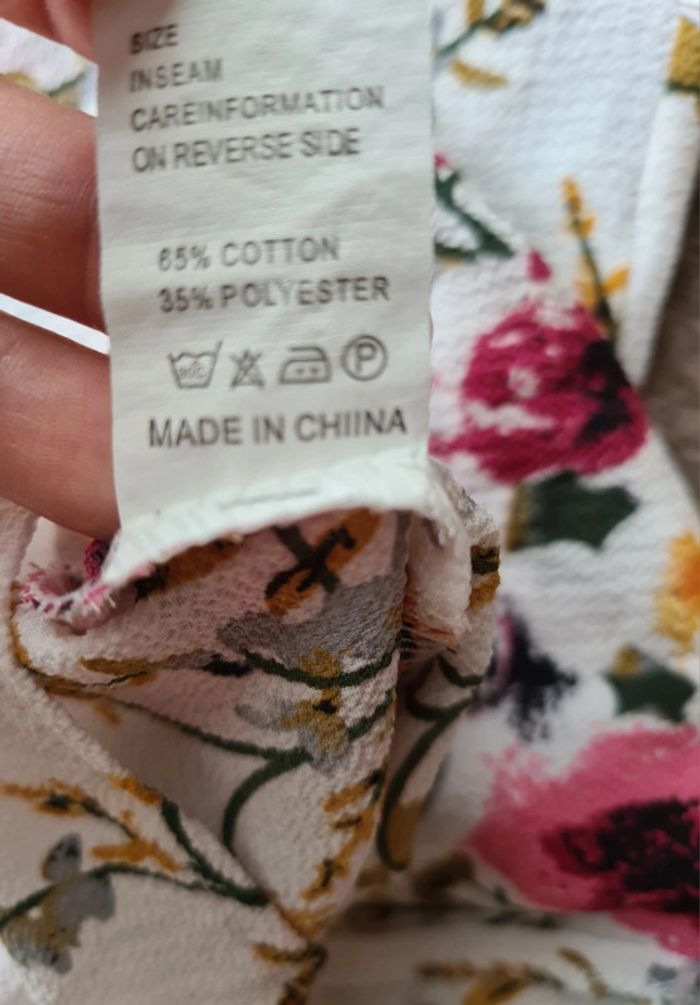 SIZE
INSEAM
CAREINFORMATION
ON REVERSE SIDE
65% COTTON
35% POLYESTER
P
MADE IN CHIINA